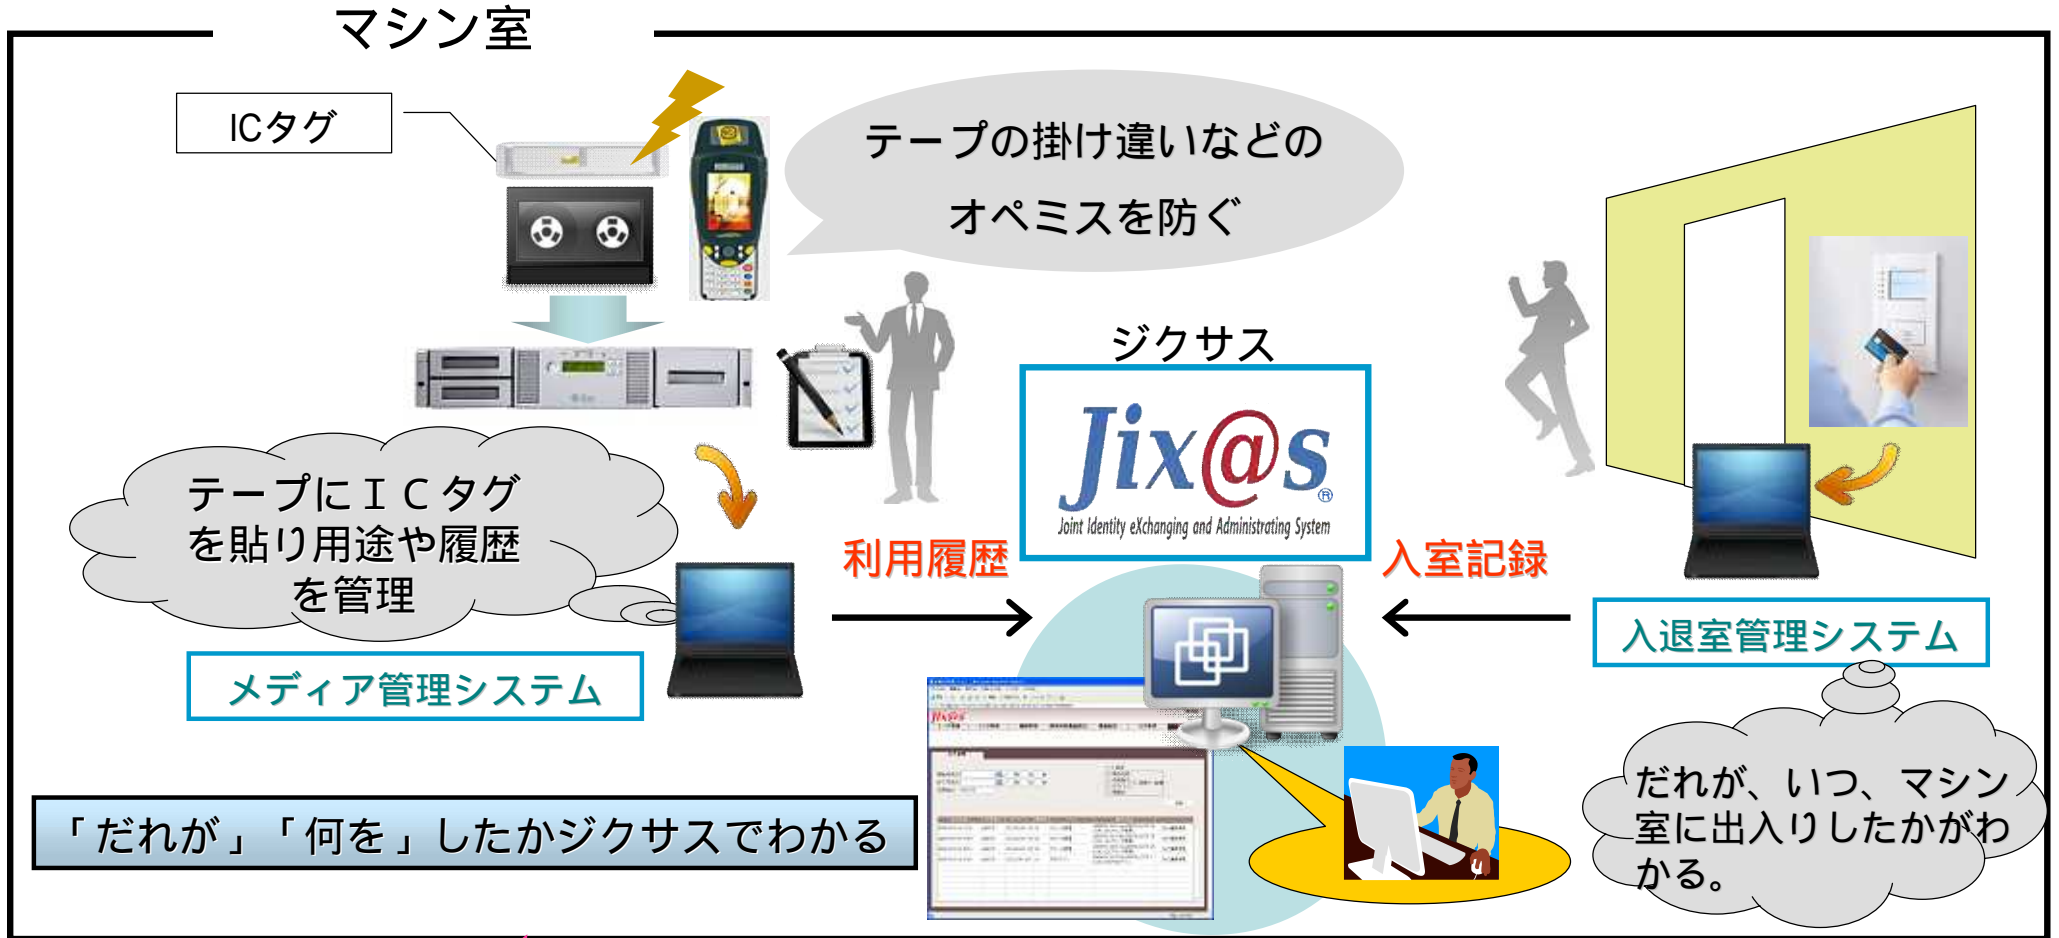 マシン室
ICタグ
テープの掛け違いなどの
オペミスを防ぐ
ジクサス
Jix@s®
Joint Identity eXchanging and Administrating System
テープにＩＣタグ
を貼り用途や履歴
を管理
利用履歴
入室記録
メディア管理システム
入退室管理システム
「だれが」「何を」したかジクサスでわかる
だれが、いつ、マシン
室に出入りしたかがわ
かる。
Jix@s